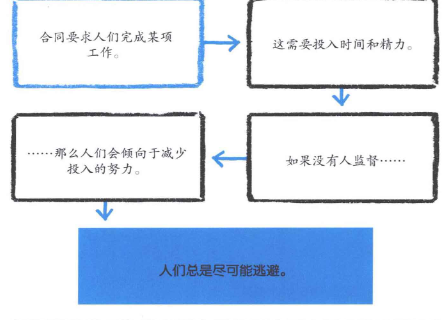 合同要求人们完成某项
工作。
这需要投入时间和精力。
如果没有人监督……
……那么人们会倾向于减少
投入的努力。
人们总是尽可能逃避。